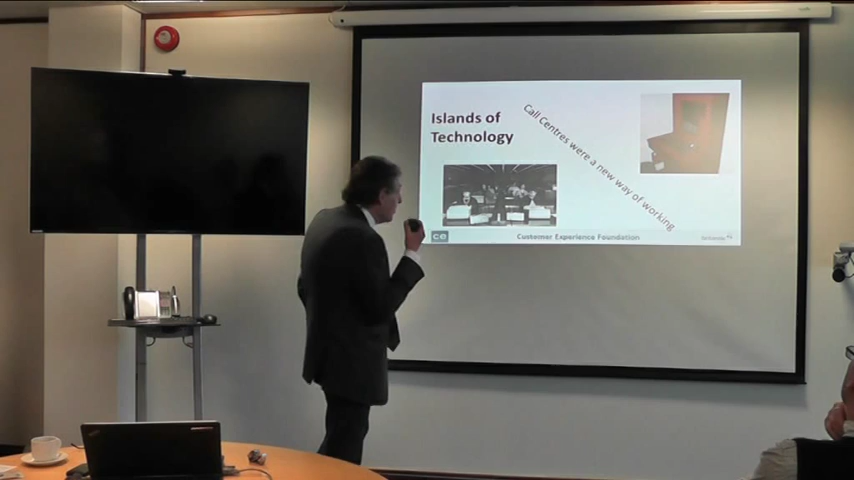 Islands of
Technology
Call Centres were a new way of working
ce
Customer Experience Foundation